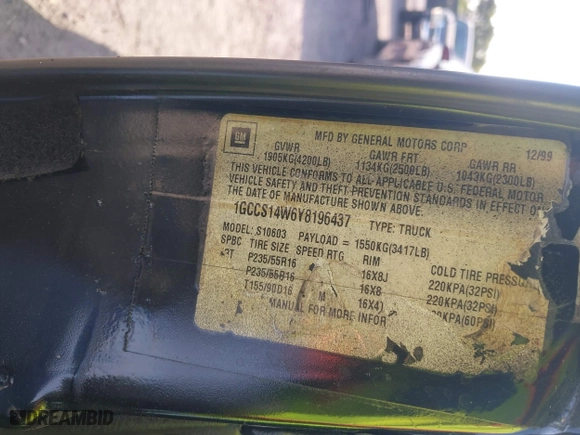 GM
MFD BY GENERAL MOTORS CORP 12/99
GVWR GAWR FRT GAWR RR
1905KG(4200LB) 1134KG(2500LB) 1043KG(2300LB)
THIS VEHICLE CONFORMS TO ALL APPLICABLE U.S. FEDERAL MOTOR
VEHICLE SAFETY AND THEFT PREVENTION STANDARDS IN EFFECT ON
THE DATE OF MANUFACTURE SHOWN ABOVE.
1GCCS14W6Y8196437 TYPE: TRUCK
MODEL: S10603 PAYLOAD = 1550KG(3417LB)
SPBC TIRE SIZE SPEED RTG RIM COLD TIRE PRESSURE
P235/55R16 16X8J 220KPA(32PSI)
P235/55R16 16X8 220KPA(32PSI)
T155/90D16 M 16X4) KPA(60PSI)
MANUAL FOR MORE INFOR
DREAMBID